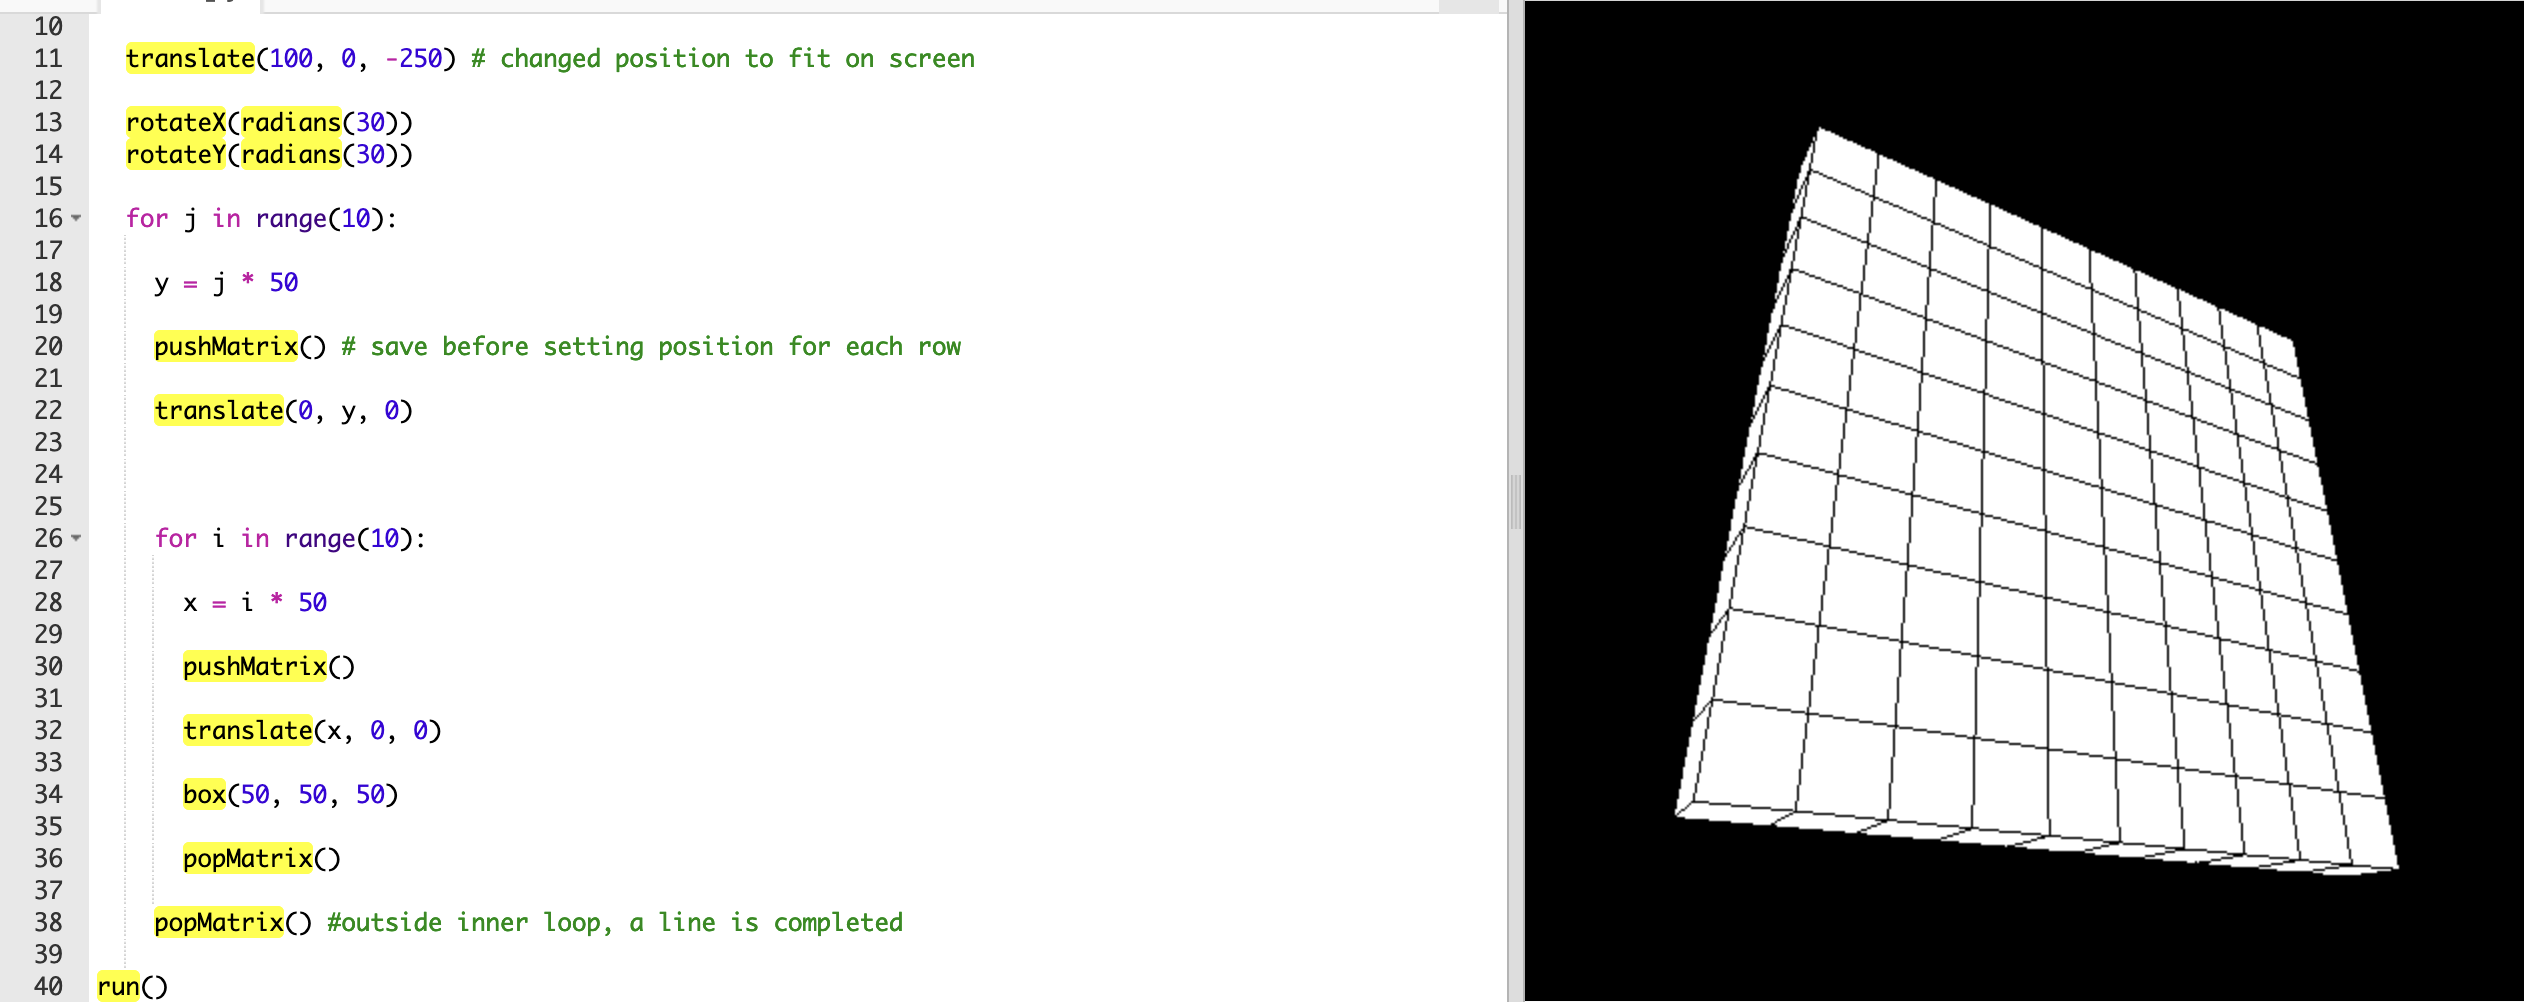 10
11 translate(100, 0, -250) # changed position to fit on screen
12
13 rotateX(radians(30))
14 rotateY(radians(30))
15
16 for j in range(10):
17
18 y = j * 50
19
20 pushMatrix() # save before setting position for each row
21
22 translate(0, y, 0)
23
24
25
26 for i in range(10):
27
28 x = i * 50
29
30 pushMatrix()
31
32 translate(x, 0, 0)
33
34 box(50, 50, 50)
35
36 popMatrix()
37
38 popMatrix() #outside inner loop, a line is completed
39
40 run()